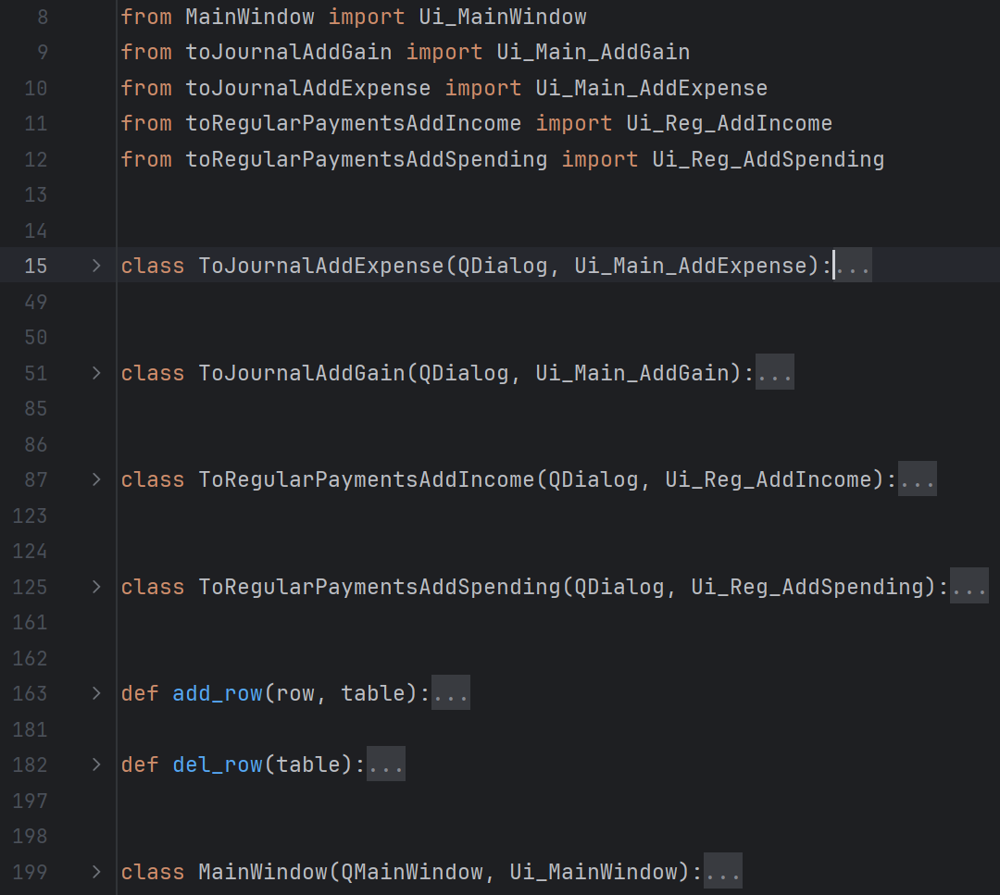 8 from MainWindow import Ui_MainWindow
9 from toJournalAddGain import Ui_Main_AddGain
10 from toJournalAddExpense import Ui_Main_AddExpense
11 from toRegularPaymentsAddIncome import Ui_Reg_AddIncome
12 from toRegularPaymentsAddSpending import Ui_Reg_AddSpending
13
14
15 class ToJournalAddExpense(QDialog, Ui_Main_AddExpense):...
49
50
51 class ToJournalAddGain(QDialog, Ui_Main_AddGain):...
85
86
87 class ToRegularPaymentsAddIncome(QDialog, Ui_Reg_AddIncome):...
123
124
125 class ToRegularPaymentsAddSpending(QDialog, Ui_Reg_AddSpending):...
161
162
163 def add_row(row, table):...
181
182 def del_row(table):...
197
198
199 class MainWindow(QMainWindow, Ui_MainWindow):...